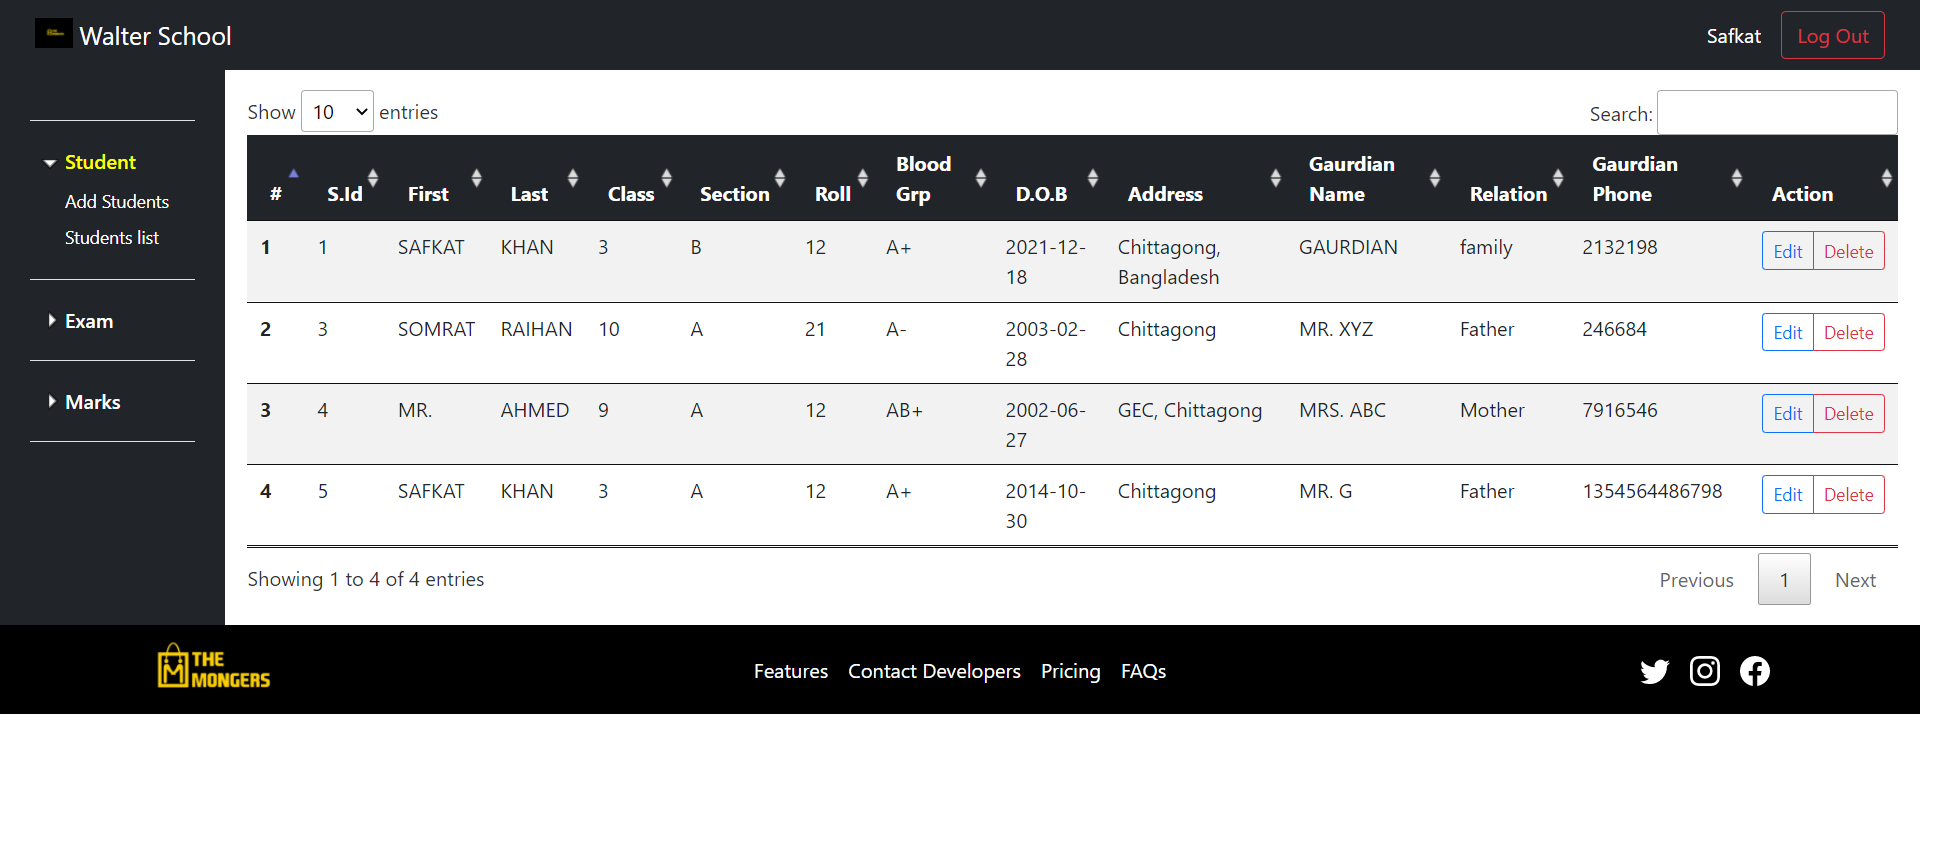 Walter School
Safkat Log Out
Student
Add Students
Students list
Exam
Marks
Show 10 entries
Search:
# S.Id First Last Class Section Roll Blood Grp D.O.B Address Gaurdian Name Relation Gaurdian Phone Action
1 1 SAFKAT KHAN 3 B 12 A+ 2021-12-18 Chittagong, Bangladesh GAURDIAN family 2132198 Edit Delete
2 3 SOMRAT RAIHAN 10 A 21 A- 2003-02-28 Chittagong MR. XYZ Father 246684 Edit Delete
3 4 MR. AHMED 9 A 12 AB+ 2002-06-27 GEC, Chittagong MRS. ABC Mother 7916546 Edit Delete
4 5 SAFKAT KHAN 3 A 12 A+ 2014-10-30 Chittagong MR. G Father 1354564486798 Edit Delete
Showing 1 to 4 of 4 entries
Previous 1 Next
THE
MONGERS
Features Contact Developers Pricing FAQs